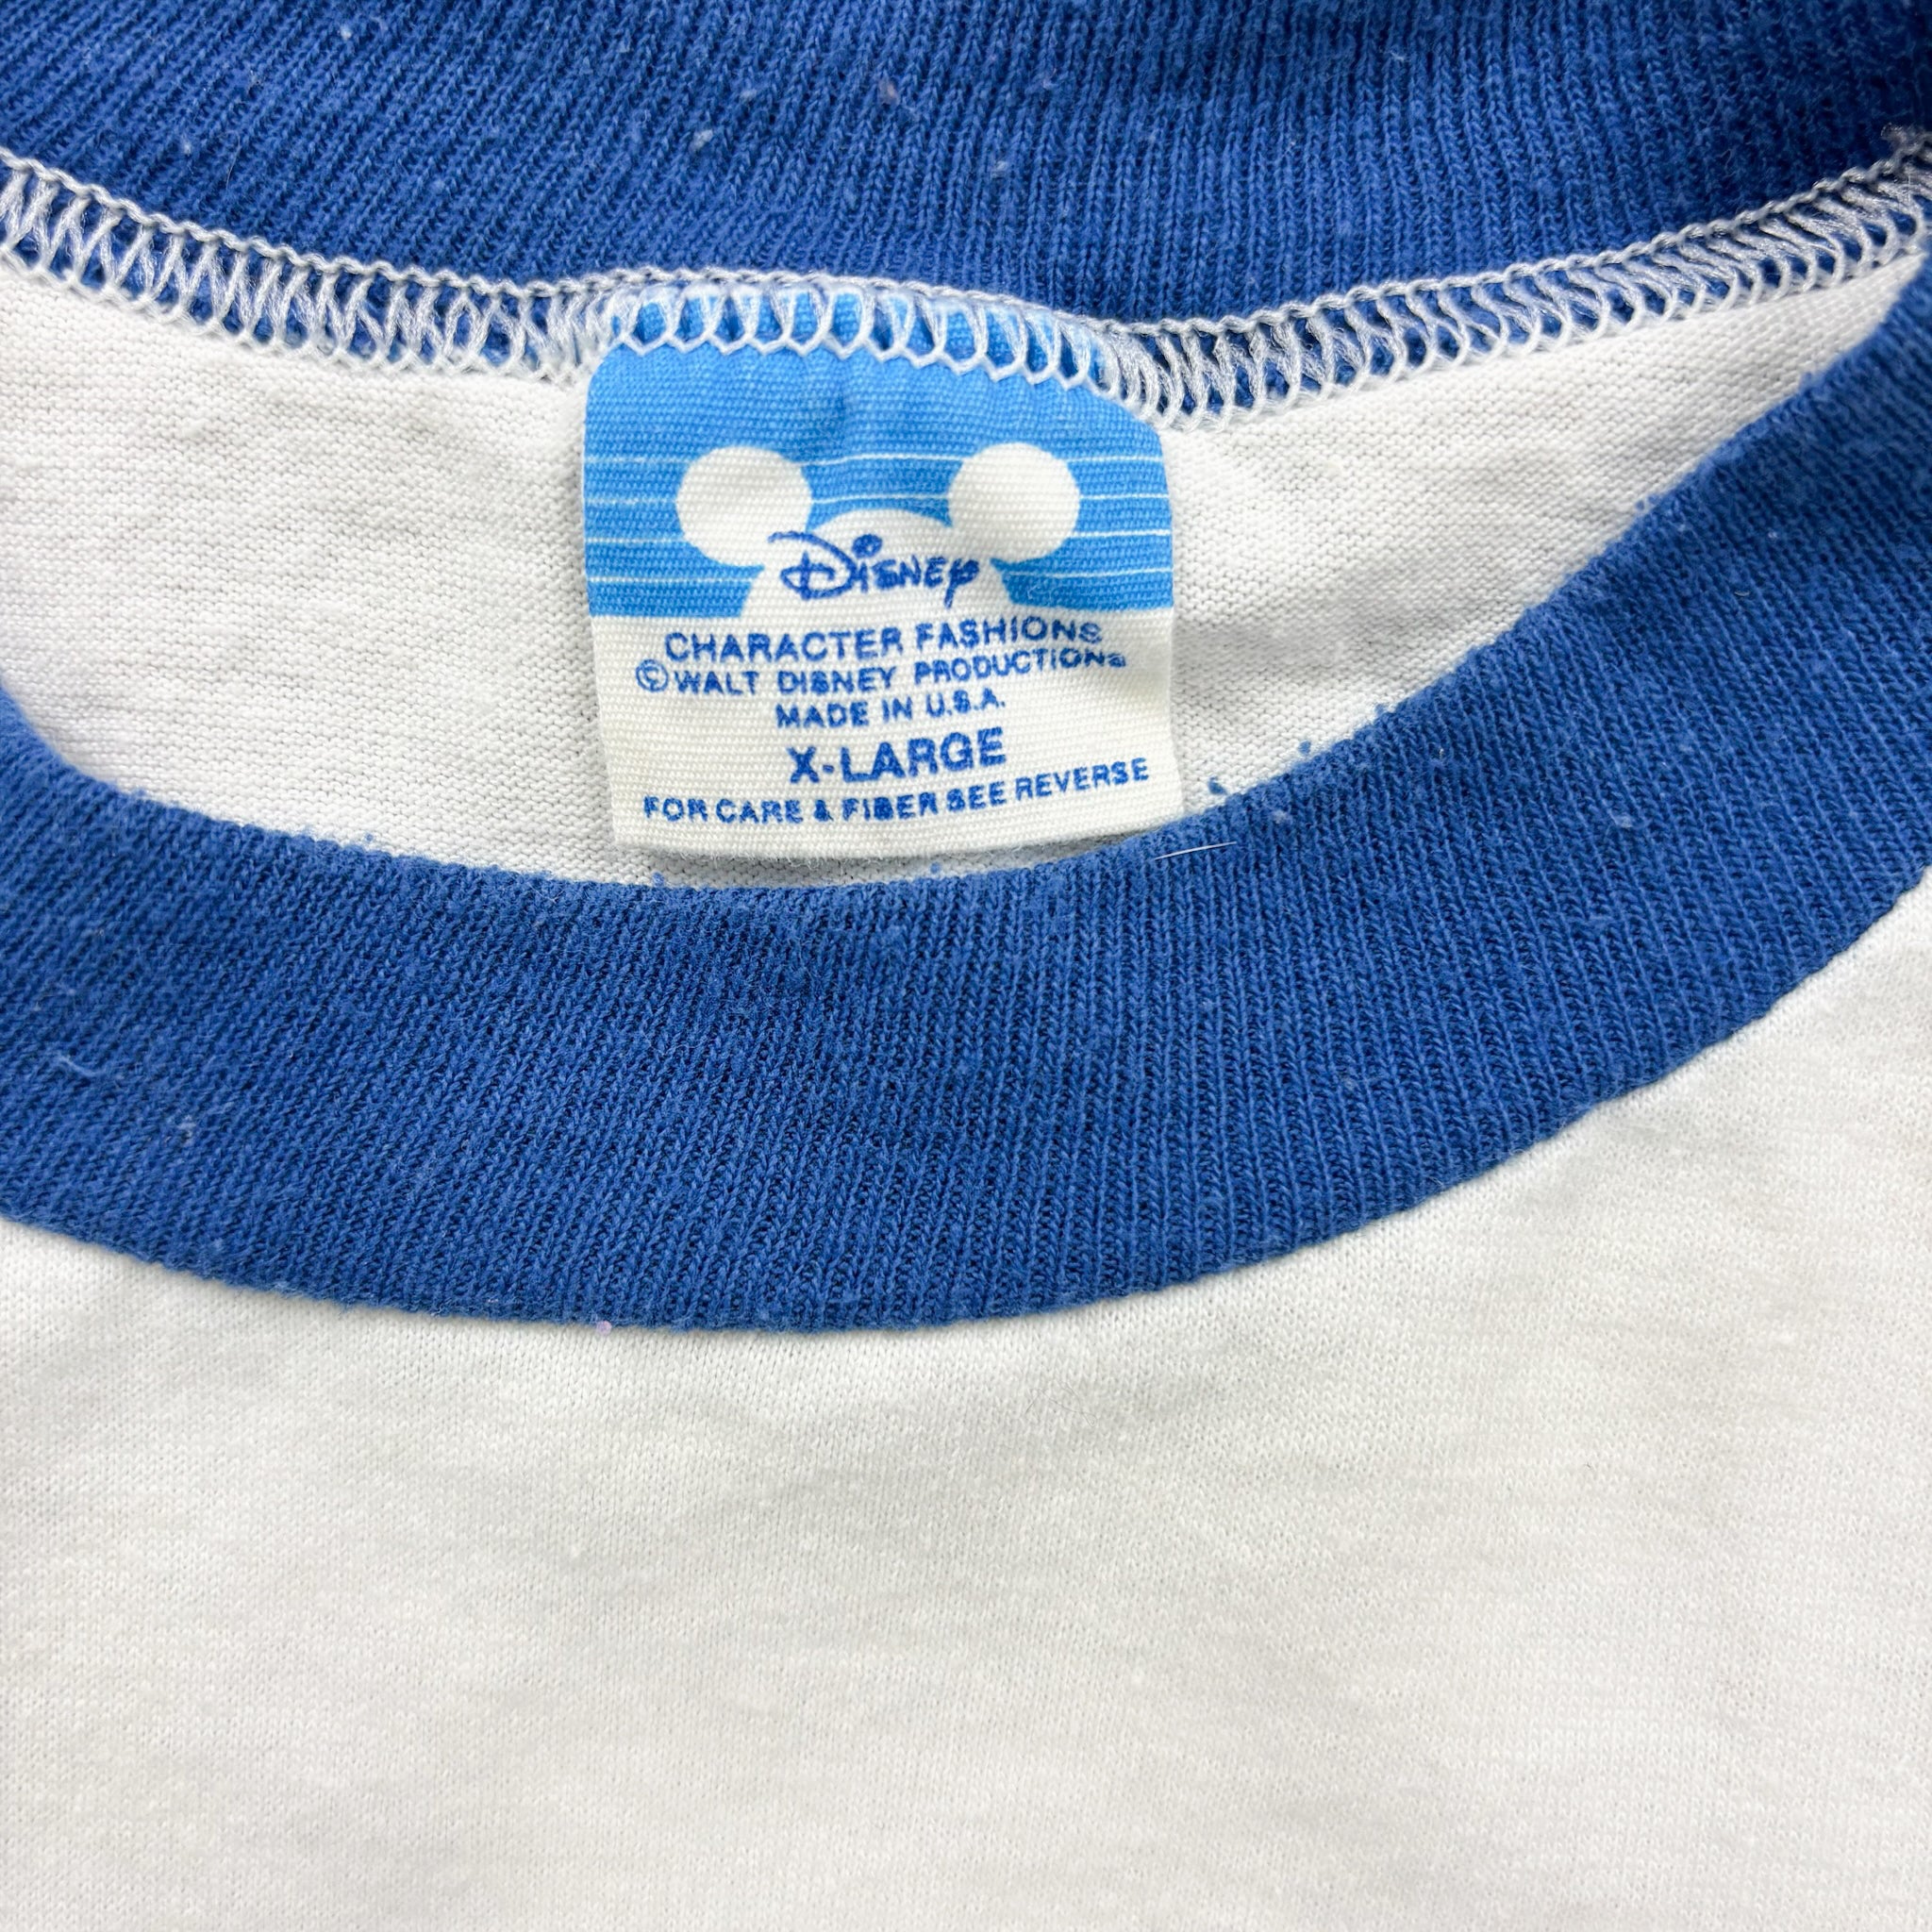 Disney
CHARACTER FASHIONS
©WALT DISNEY PRODUCTIONS
MADE IN U.S.A.
X-LARGE
FOR CARE & FIBER SEE REVERSE